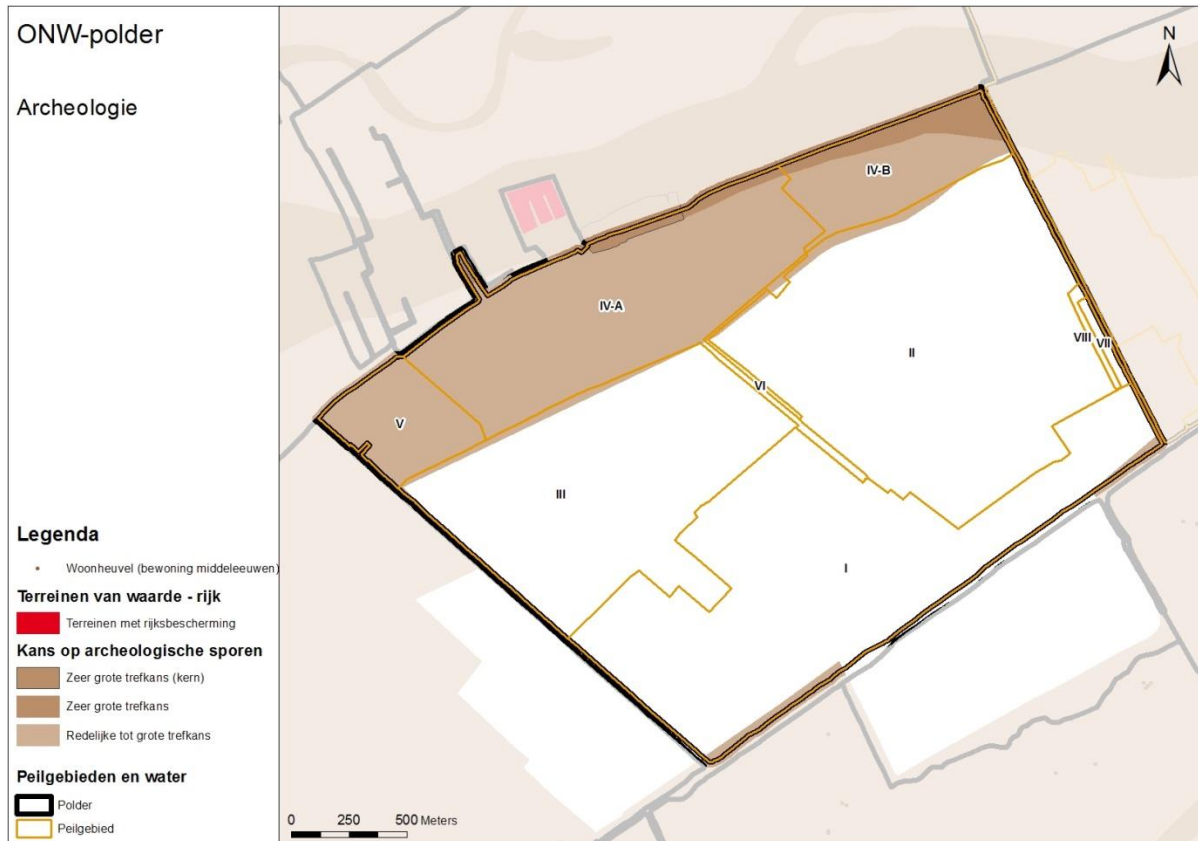 ONW-polder
Archeologie
Legenda
Woonheuvel (bewoning middeleeuwen)
Terreinen van waarde - rijk
Terreinen met rijksbescherming
Kans op archeologische sporen
Zeer grote trefkans (kern)
Zeer grote trefkans
Redelijke tot grote trefkans
Peilgebieden en water
Polder
Peilgebied
N
IV-B
IV-A
VIII
VII
II
VI
V
III
I
0 250 500 Meters